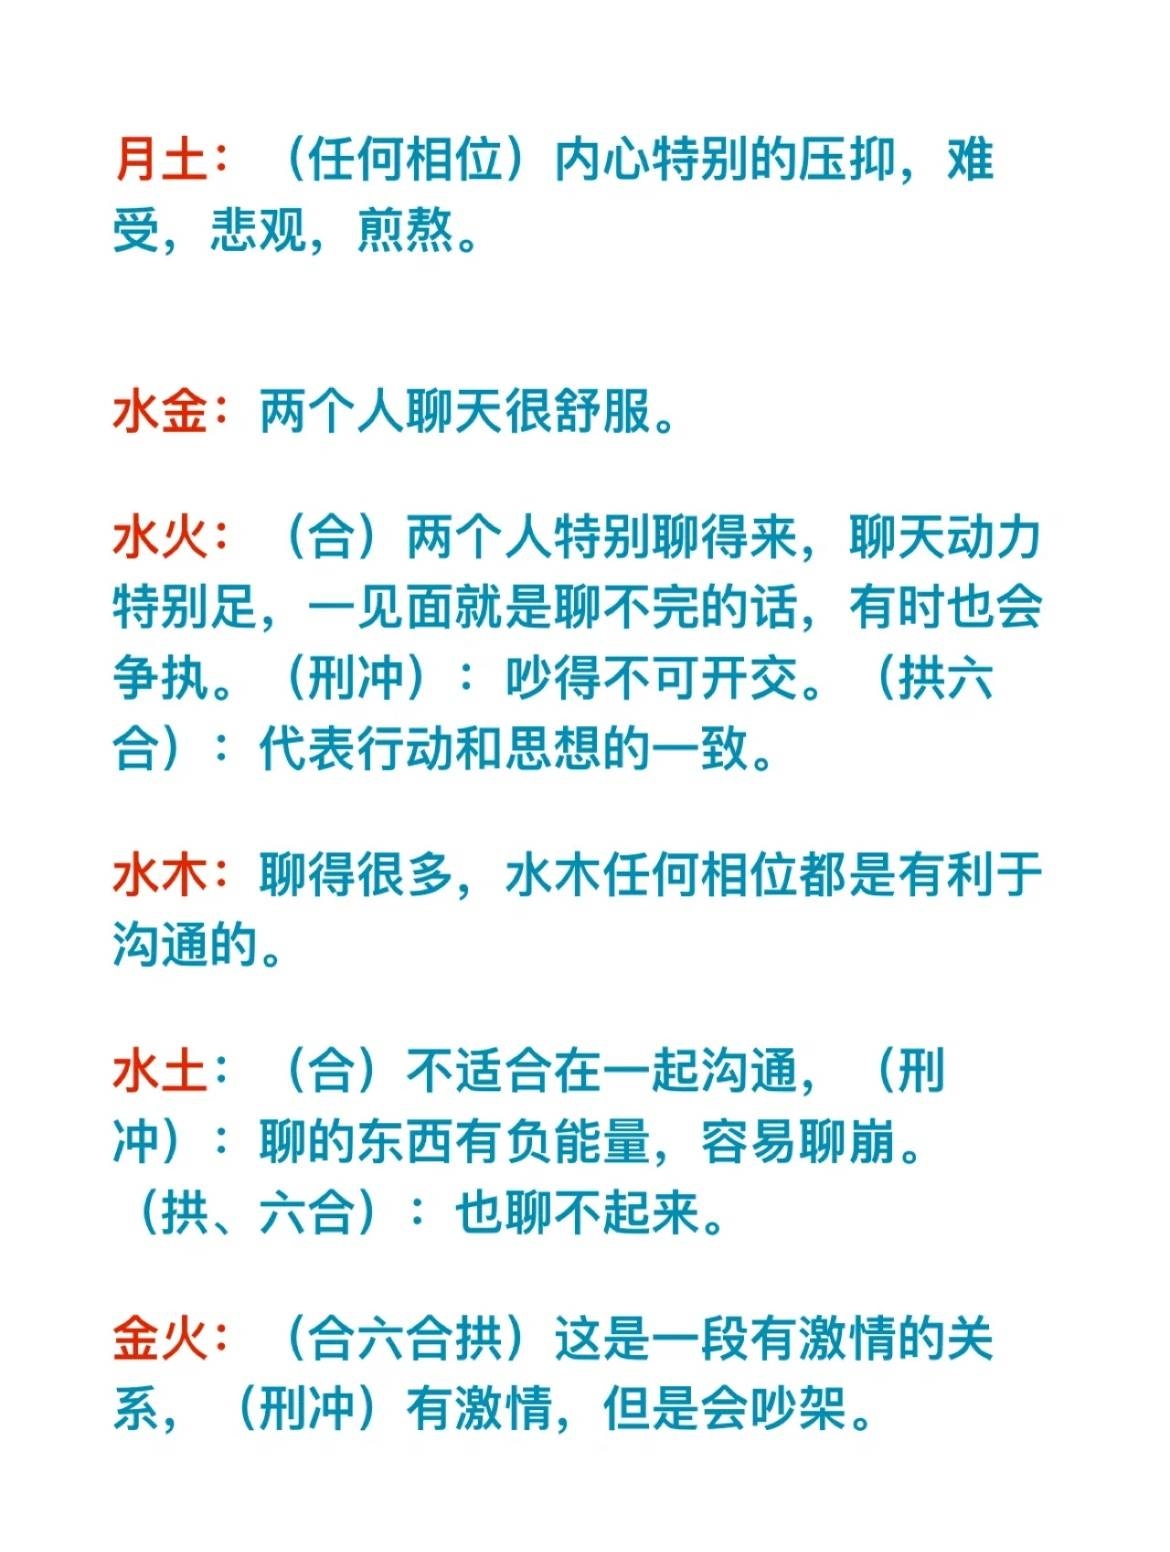 月土：（任何相位）内心特别的压抑，难
受，悲观，煎熬。
水金：两个人聊天很舒服。
水火：（合）两个人特别聊得来，聊天动力
特别足，一见面就是聊不完的话，有时也会
争执。（刑冲）：吵得不可开交。（拱六
合）：代表行动和思想的一致。
水木：聊得很多，水木任何相位都是有利于
沟通的。
水土：（合）不适合在一起沟通，（刑
冲）：聊的东西有负能量，容易聊崩。
（拱、六合）：也聊不起来。
金火：（合六合拱）这是一段有激情的关
系，（刑冲）有激情，但是会吵架。